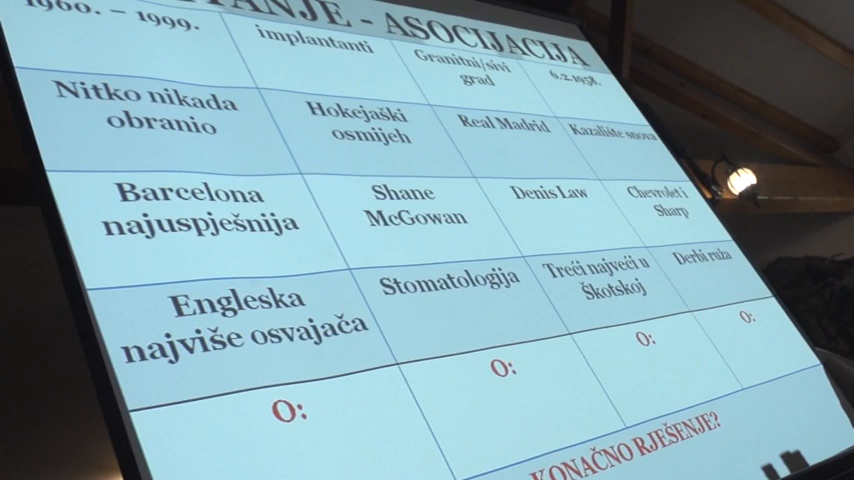 PITANJE - ASOCIJACIJA
1960. – 1999.
implantanti
Granitni/sivi
grad
6.2.1958.
Nitko nikada
obranio
Hokejaški
osmijeh
Real Madrid
Kazalište snova
Barcelona
najuspješnija
Shane
McGowan
Denis Law
Chevrolet i
Sharp
Engleska
najviše osvajača
Stomatologija
Treći najveći u
Škotskoj
Derbi ruža
O:
O:
O:
O:
KONAČNO RJEŠENJE?